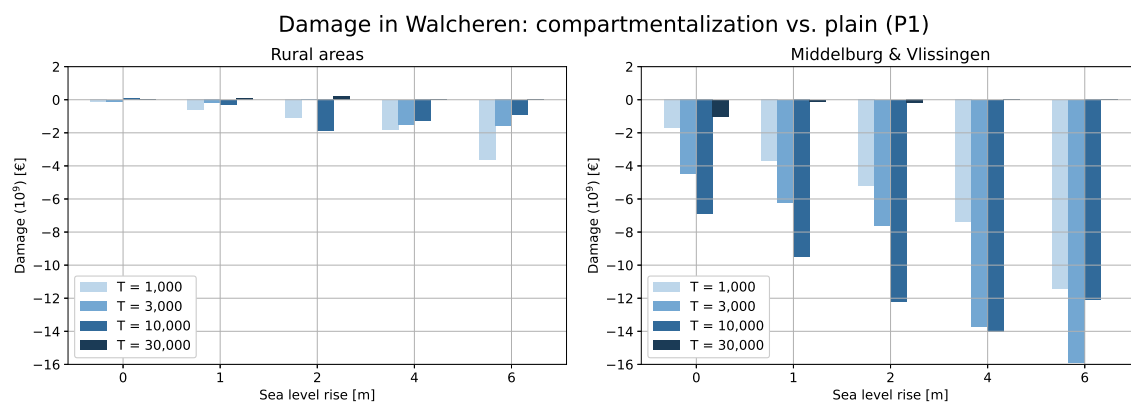 Damage in Walcheren: compartmentalization vs. plain (P1)
Rural areas
2
0
−2
−4
−6
−8
−10
−12
−14
−16
Damage (10⁹) [€]
T = 1,000
T = 3,000
T = 10,000
T = 30,000
0 1 2 4 6
Sea level rise [m]
Middelburg & Vlissingen
2
0
−2
−4
−6
−8
−10
−12
−14
−16
Damage (10⁹) [€]
T = 1,000
T = 3,000
T = 10,000
T = 30,000
0 1 2 4 6
Sea level rise [m]